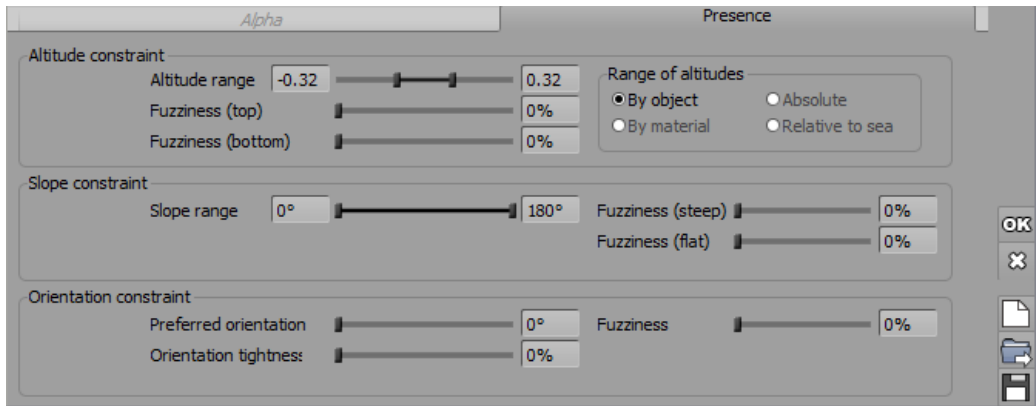 Alpha
Presence
Altitude constraint
Altitude range -0.32 0.32
Fuzziness (top) 0%
Fuzziness (bottom) 0%
Range of altitudes
By object Absolute
By material Relative to sea
Slope constraint
Slope range 0° 180° Fuzziness (steep) 0%
Fuzziness (flat) 0%
Orientation constraint
Preferred orientation 0° Fuzziness 0%
Orientation tightness 0%
OK